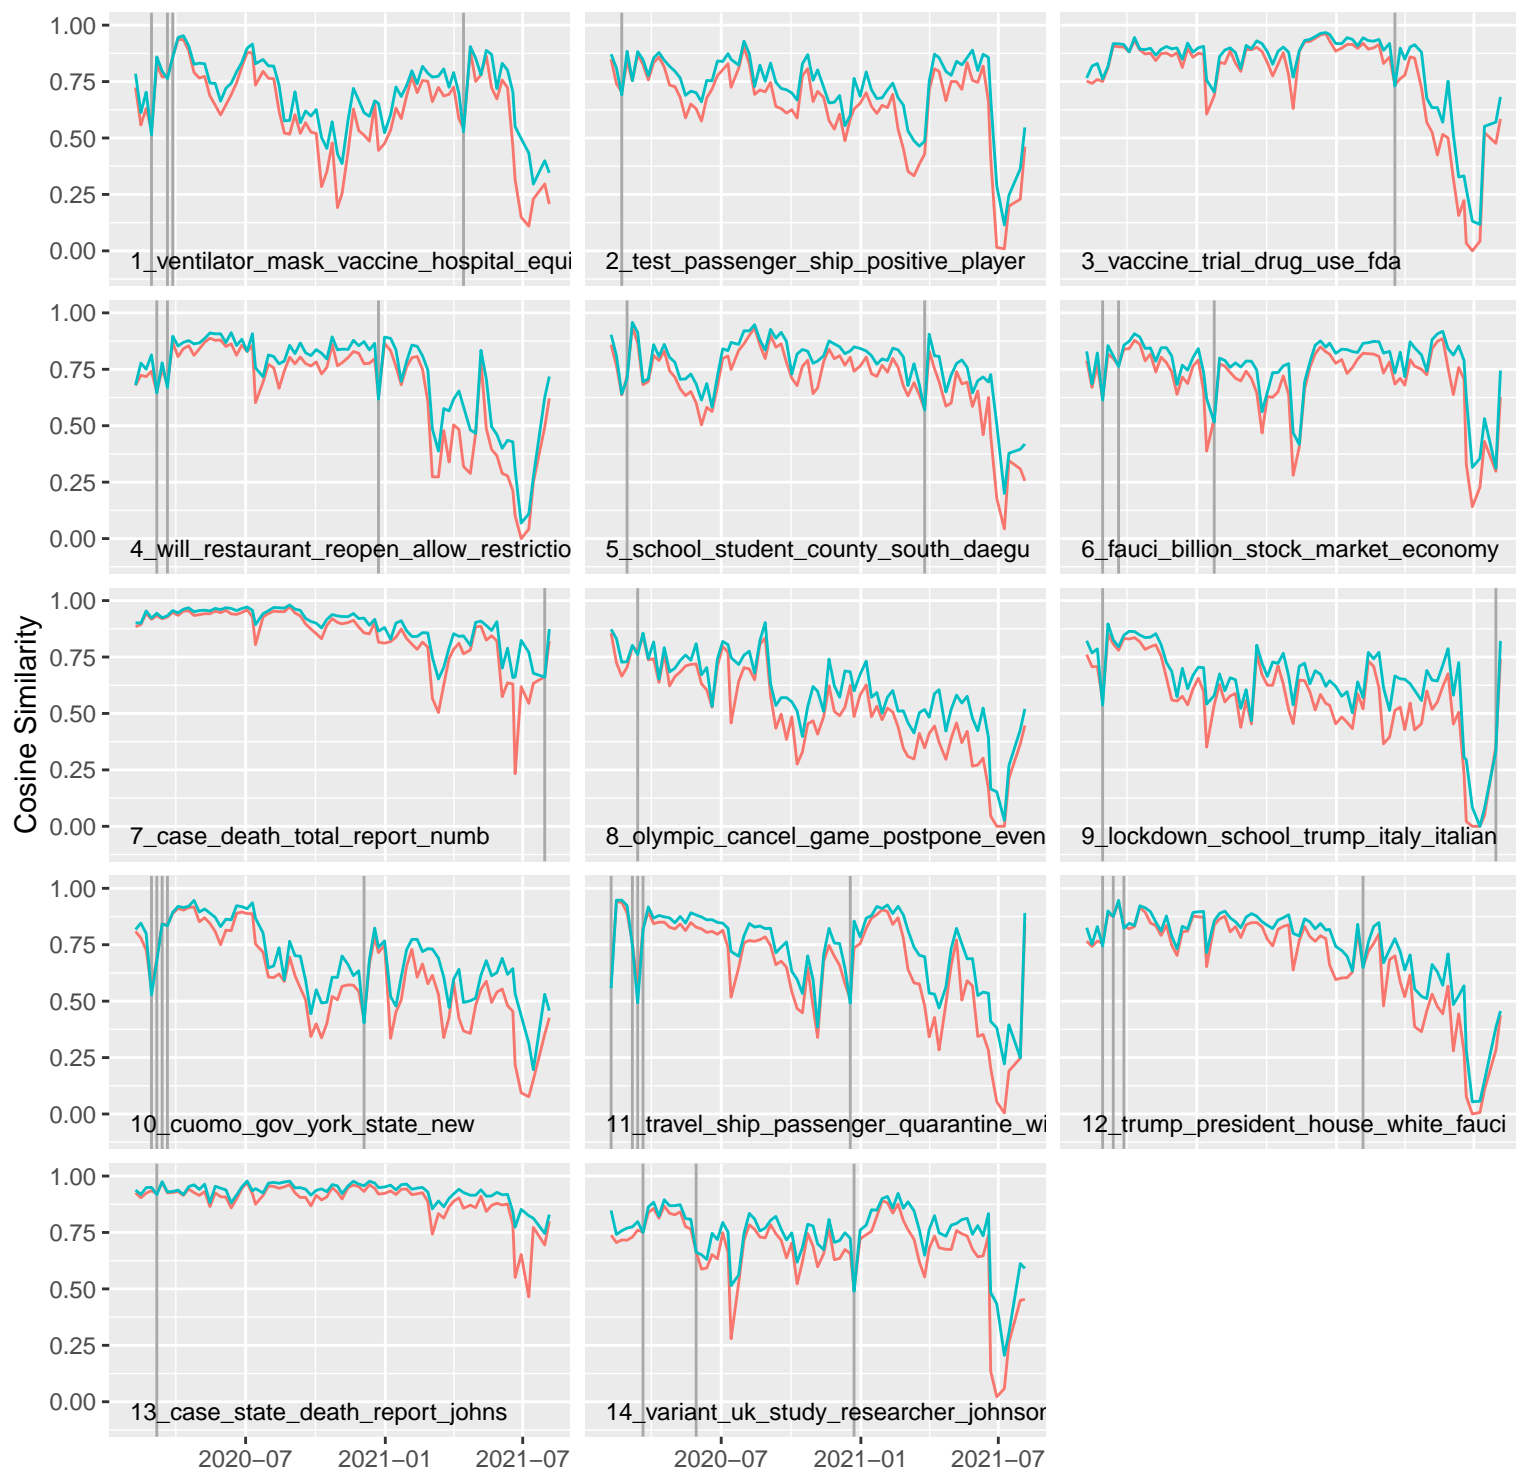 1.00
0.75
0.50
0.25
0.00
1_ventilator_mask_vaccine_hospital_equi
2_test_passenger_ship_positive_player
3_vaccine_trial_drug_use_fda
1.00
0.75
0.50
0.25
0.00
4_will_restaurant_reopen_allow_restrictio
5_school_student_county_south_daegu
6_fauci_billion_stock_market_economy
Cosine Similarity
1.00
0.75
0.50
0.25
0.00
7_case_death_total_report_numb
8_olympic_cancel_game_postpone_even
9_lockdown_school_trump_italy_italian
1.00
0.75
0.50
0.25
0.00
10_cuomo_gov_york_state_new
11_travel_ship_passenger_quarantine_wi
12_trump_president_house_white_fauci
1.00
0.75
0.50
0.25
0.00
13_case_state_death_report_johns
14_variant_uk_study_researcher_johnson
2020−07 2021−01 2021−07
2020−07 2021−01 2021−07